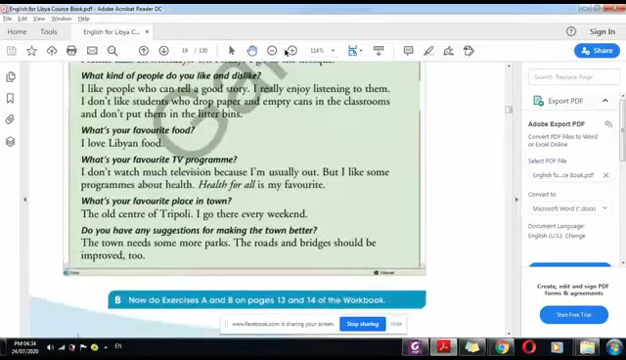 English for Libya Cource Book.pdf - Adobe Acrobat Reader DC
File Edit View Window Help
Home Tools English for Libya C... × Sign In
19 / 130 114% Share
What kind of people do you like and dislike?
I like people who can tell a good story. I really enjoy listening to them.
I don't like students who drop paper and empty cans in the classrooms
and don't put them in the litter bins.
What's your favourite food?
I love Libyan food.
What's your favourite TV programme?
I don't watch much television because I'm usually out. But I like some
programmes about health. Health for all is my favourite.
What's your favourite place in town?
The old centre of Tripoli. I go there every weekend.
Do you have any suggestions for making the town better?
The town needs some more parks. The roads and bridges should be
improved, too.
B Now do Exercises A and B on pages 13 and 14 of the Workbook.
Search 'Replace Page'
Export PDF
Adobe Export PDF
Convert PDF Files to Word
or Excel Online
Select PDF File
English fo...ce Book.pdf ×
Convert to
Microsoft Word (*.docx)
Document Language:
English (U.S.) Change
Create, edit and sign PDF
forms & agreements
Start Free Trial
www.facebook.com is sharing your screen. Stop sharing Hide
PM 04:34
24/07/2020
EN